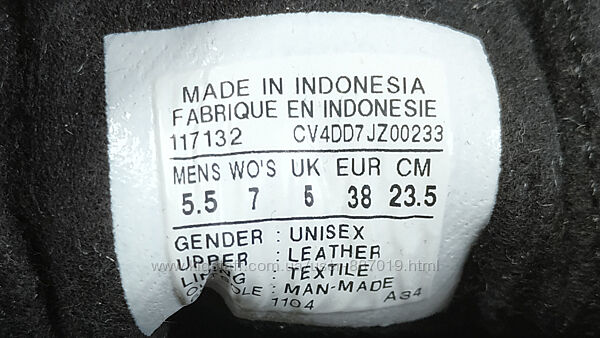 MADE IN INDONESIA
FABRIQUE EN INDONESIE
117132 CV4DD7JZ00233
MENS WO'S UK EUR CM
5.5 7 5 38 23.5
GENDER : UNISEX
UPPER : LEATHER
: TEXTILE
: MAN-MADE
1104 A34